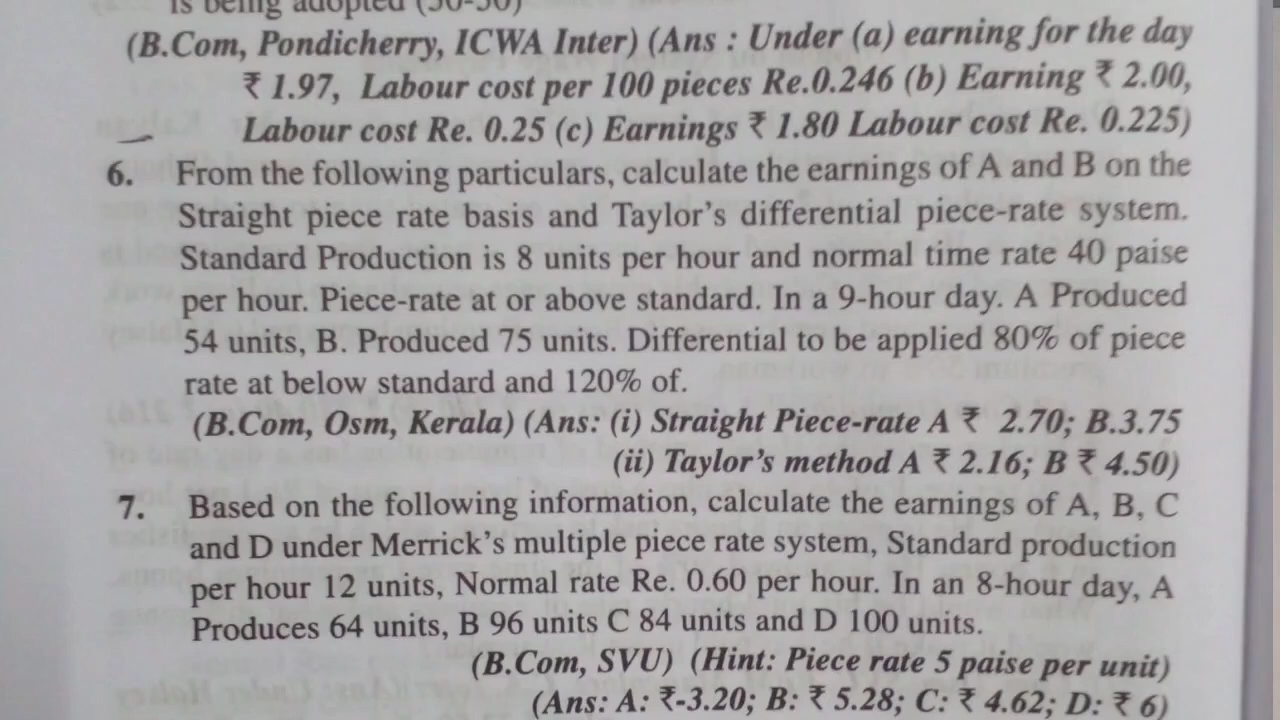 is being adopted (50-50)
(B.Com, Pondicherry, ICWA Inter) (Ans : Under (a) earning for the day
₹ 1.97, Labour cost per 100 pieces Re.0.246 (b) Earning ₹ 2.00,
Labour cost Re. 0.25 (c) Earnings ₹ 1.80 Labour cost Re. 0.225)
6. From the following particulars, calculate the earnings of A and B on the
Straight piece rate basis and Taylor's differential piece-rate system.
Standard Production is 8 units per hour and normal time rate 40 paise
per hour. Piece-rate at or above standard. In a 9-hour day. A Produced
54 units, B. Produced 75 units. Differential to be applied 80% of piece
rate at below standard and 120% of.
(B.Com, Osm, Kerala) (Ans: (i) Straight Piece-rate A ₹ 2.70; B.3.75
(ii) Taylor's method A ₹ 2.16; B ₹ 4.50)
7. Based on the following information, calculate the earnings of A, B, C
and D under Merrick's multiple piece rate system, Standard production
per hour 12 units, Normal rate Re. 0.60 per hour. In an 8-hour day, A
Produces 64 units, B 96 units C 84 units and D 100 units.
(B.Com, SVU) (Hint: Piece rate 5 paise per unit)
(Ans: A: ₹-3.20; B: ₹ 5.28; C: ₹ 4.62; D: ₹ 6)